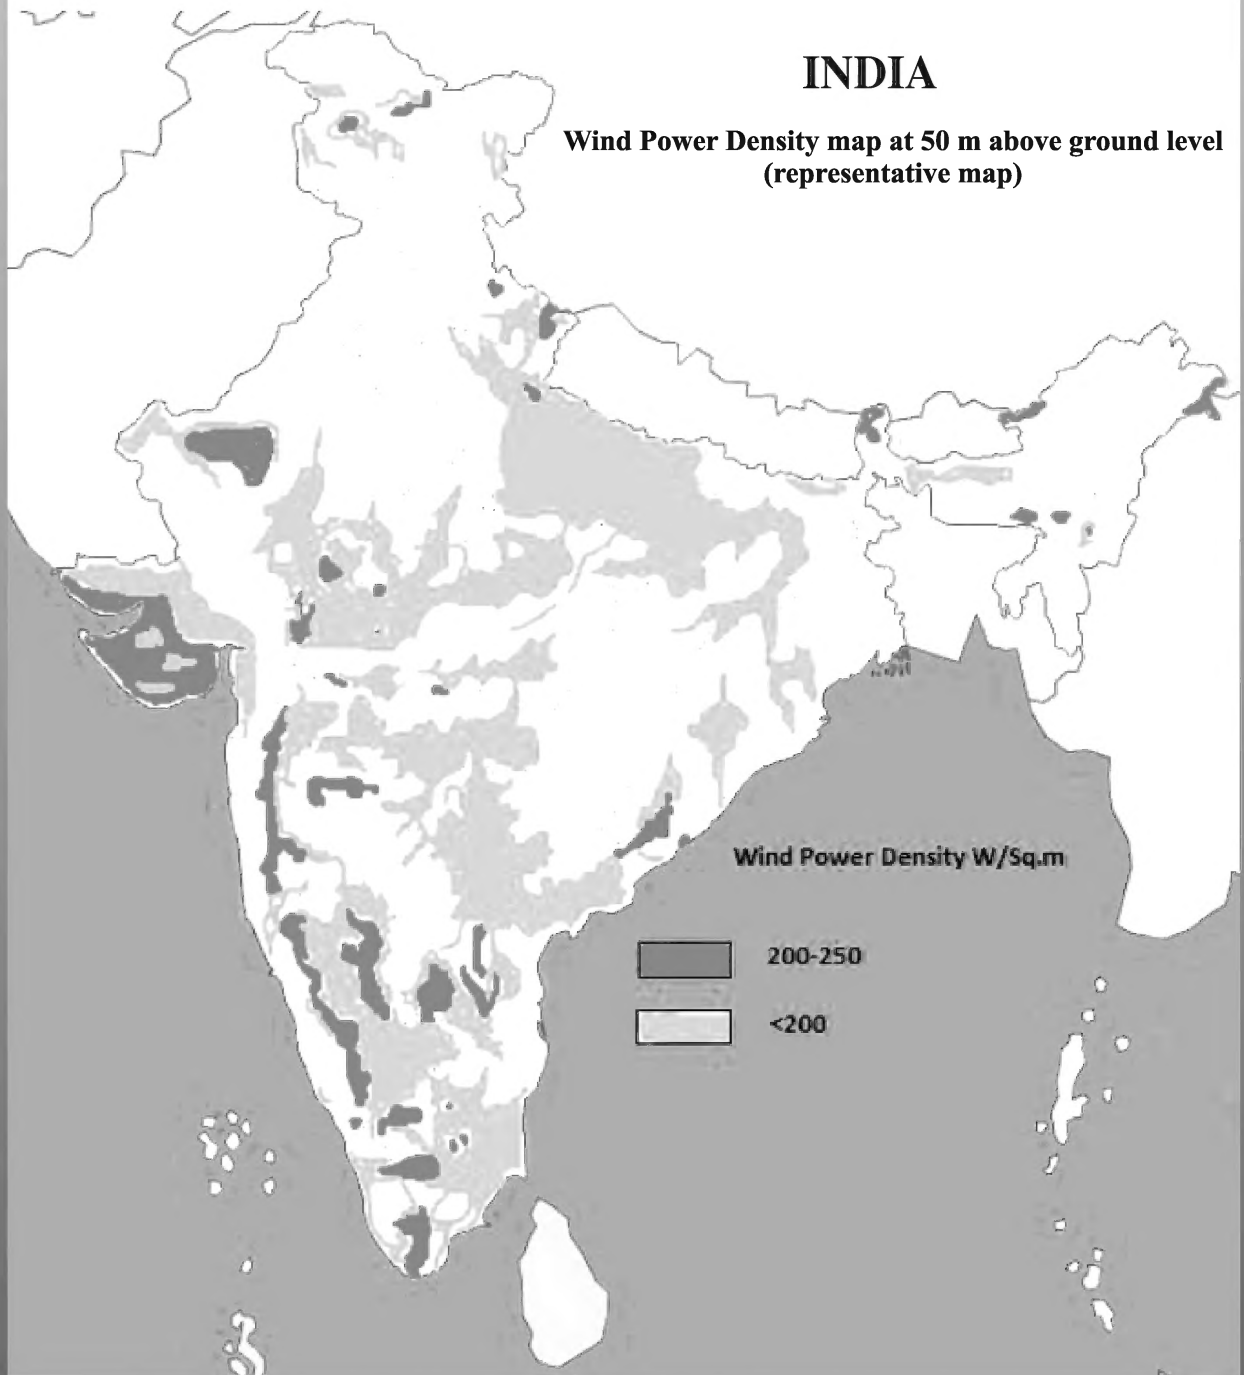 INDIA
Wind Power Density map at 50 m above ground level
(representative map)
Wind Power Density W/Sq.m
200-250
<200